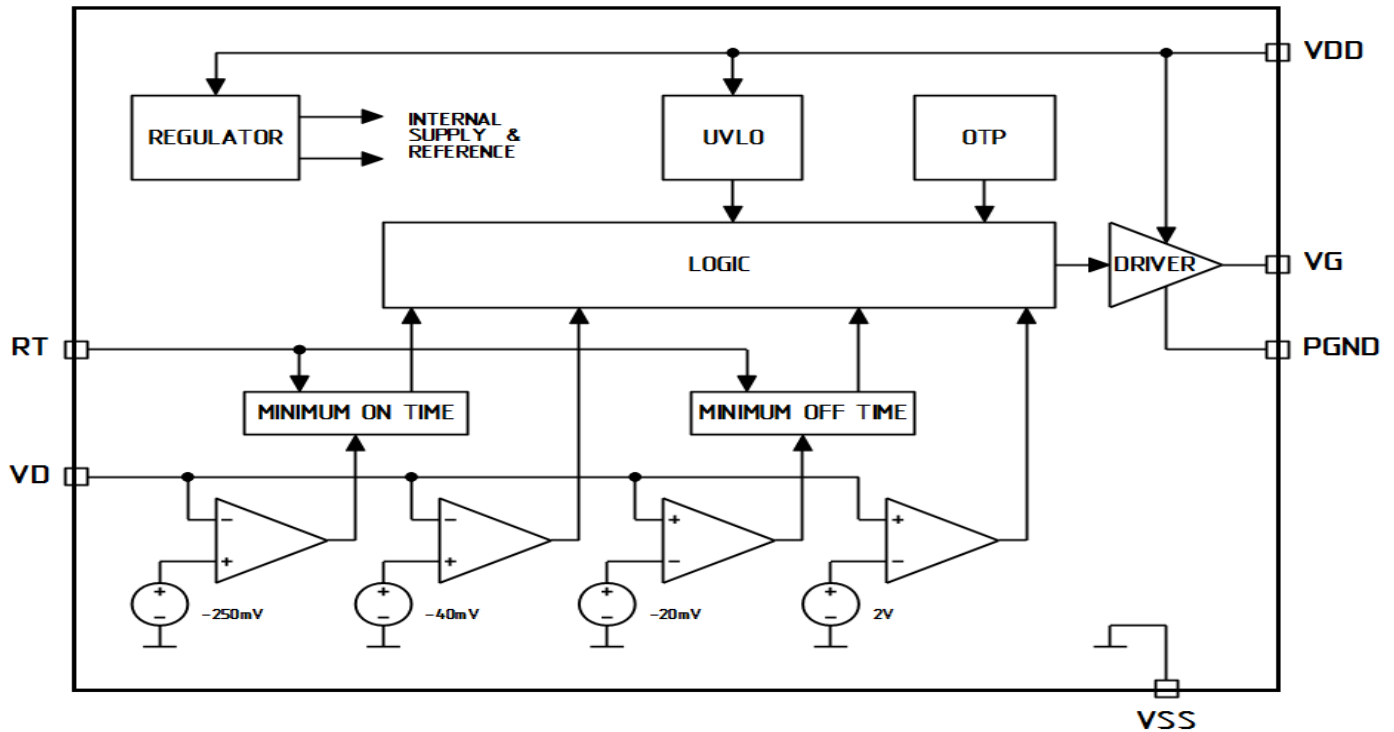 VDD
REGULATOR
INTERNAL
SUPPLY &
REFERENCE
UVLO
OTP
LOGIC
DRIVER
VG
RT
PGND
MINIMUM ON TIME
MINIMUM OFF TIME
VD
-
+
-
+
+
-
+
-
+
-
-250mV
+
-
-40mV
+
-
-20mV
+
-
2V
VSS